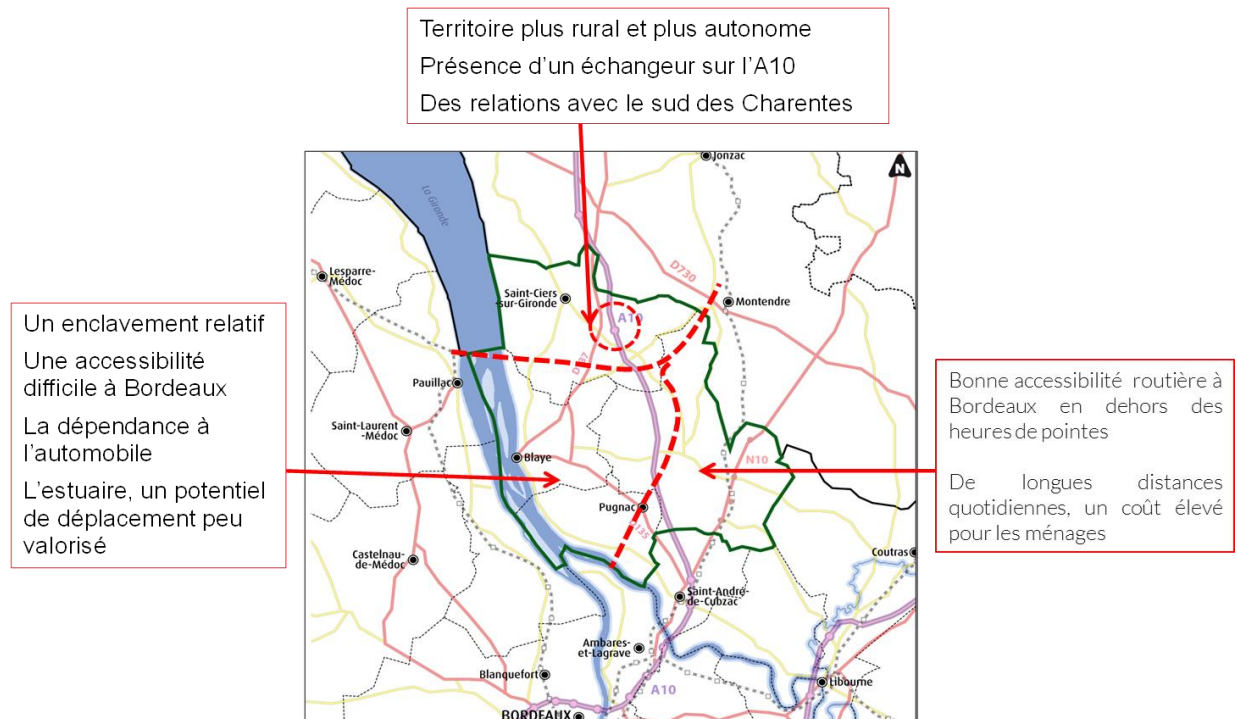 Territoire plus rural et plus autonome
Présence d'un échangeur sur l'A10
Des relations avec le sud des Charentes
Un enclavement relatif
Une accessibilité
difficile à Bordeaux
La dépendance à
l'automobile
L'estuaire, un potentiel
de déplacement peu
valorisé
Bonne accessibilité routière à
Bordeaux en dehors des
heures de pointes
De longues distances
quotidiennes, un coût élevé
pour les ménages
Jonzac
N
La Gironde
Lesparre-
Médoc
D730
Saint-Ciers
-sur-Gironde
Montendre
A10
Pauillac
Saint-Laurent
-Médoc
Blaye
N10
Pugnac
Castelnau-
de-Médoc
Coutras
Saint-André-
de-Cubzac
Ambares-
et-Lagrave
Blanquefort
A10
Libourne
BORDEAUX